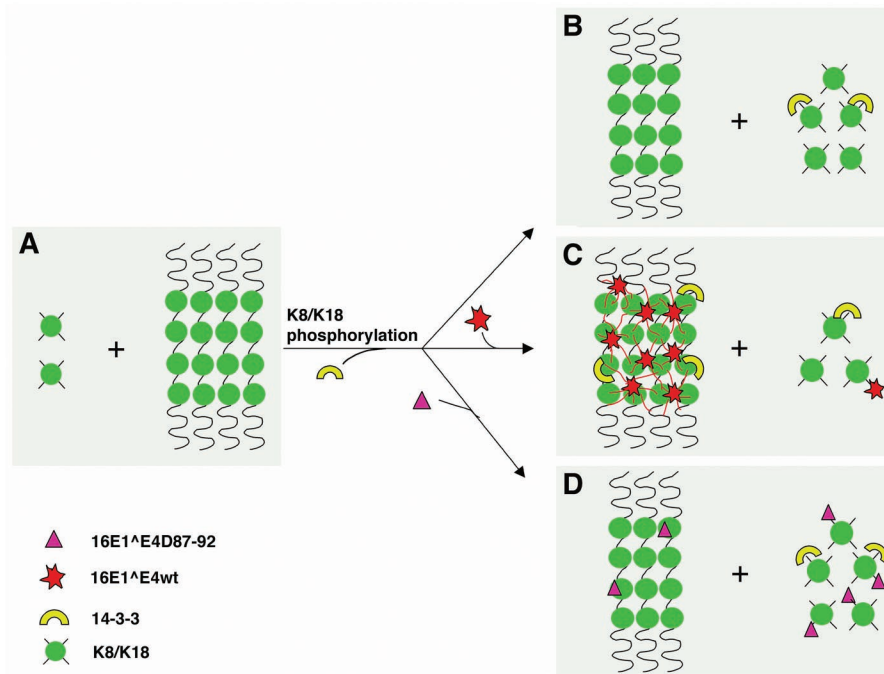 B
+
A
+
K8/K18
phosphorylation
C
+
D
+
16E1^E4D87-92
16E1^E4wt
14-3-3
K8/K18